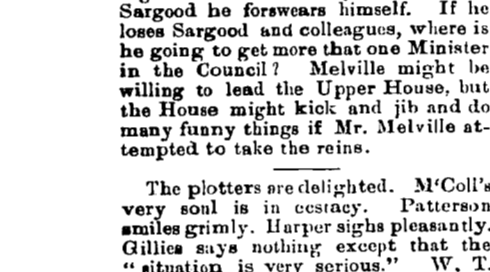 Sargood he forswears himself. If he
loses Sargood and colleagues, where is
he going to get more that one Minister
in the Council? Melville might be
willing to lead the Upper House, but
the House might kick and jib and do
many funny things if Mr. Melville at-
tempted to take the reins.
The plotters are delighted. M'Coll's
very soul is in ecstacy. Patterson
smiles grimly. Harper sighs pleasantly.
Gillies says nothing except that the
"situation is very serious." W. T.